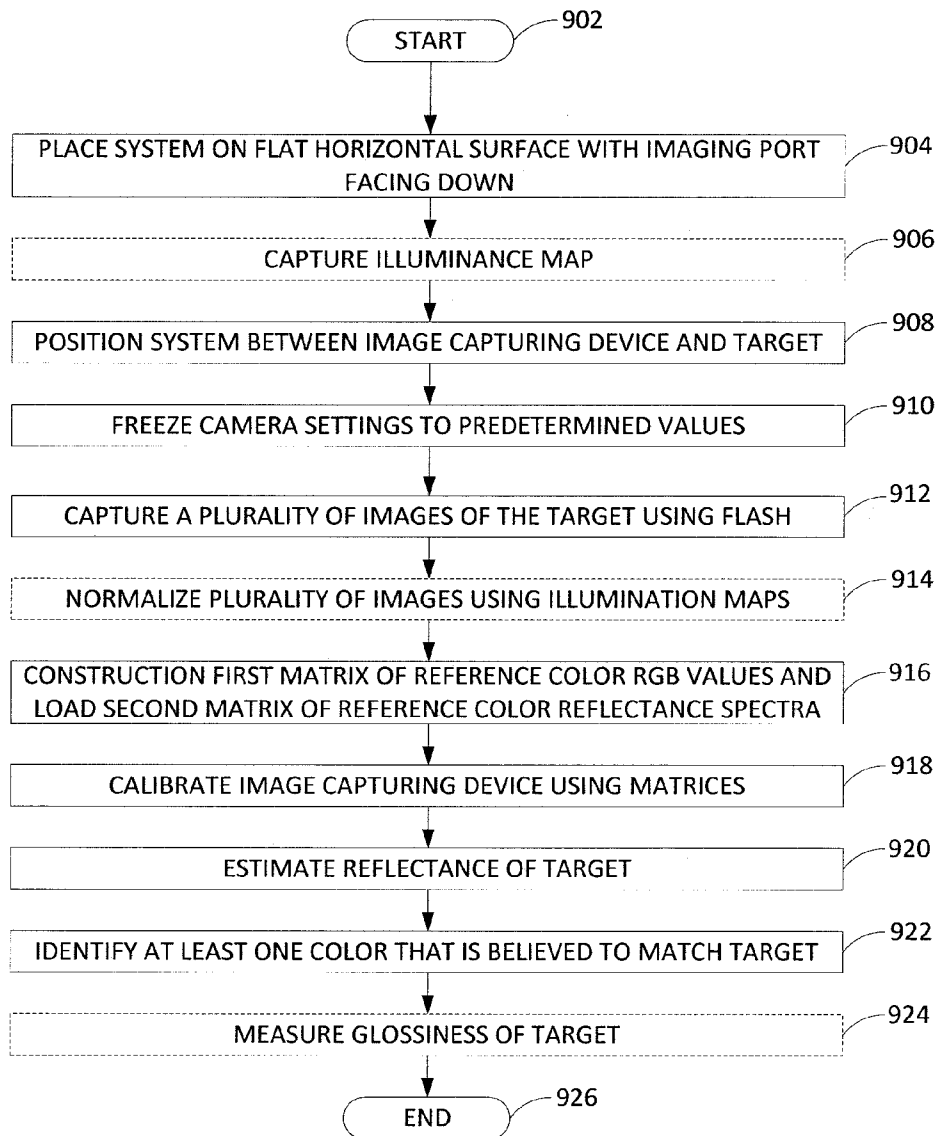 START
902
PLACE SYSTEM ON FLAT HORIZONTAL SURFACE WITH IMAGING PORT
FACING DOWN
904
CAPTURE ILLUMINANCE MAP
906
POSITION SYSTEM BETWEEN IMAGE CAPTURING DEVICE AND TARGET
908
FREEZE CAMERA SETTINGS TO PREDETERMINED VALUES
910
CAPTURE A PLURALITY OF IMAGES OF THE TARGET USING FLASH
912
NORMALIZE PLURALITY OF IMAGES USING ILLUMINATION MAPS
914
CONSTRUCTION FIRST MATRIX OF REFERENCE COLOR RGB VALUES AND
LOAD SECOND MATRIX OF REFERENCE COLOR REFLECTANCE SPECTRA
916
CALIBRATE IMAGE CAPTURING DEVICE USING MATRICES
918
ESTIMATE REFLECTANCE OF TARGET
920
IDENTIFY AT LEAST ONE COLOR THAT IS BELIEVED TO MATCH TARGET
922
MEASURE GLOSSINESS OF TARGET
924
END
926